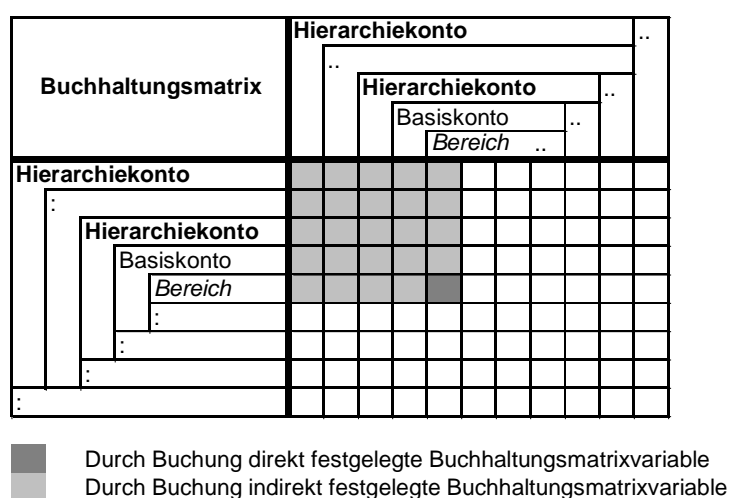 Hierarchiekonto ..
..
Buchhaltungsmatrix Hierarchiekonto ..
Basiskonto ..
Bereich ..
Hierarchiekonto
:
Hierarchiekonto
Basiskonto
Bereich
:
:
:
:
Durch Buchung direkt festgelegte Buchhaltungsmatrixvariable
Durch Buchung indirekt festgelegte Buchhaltungsmatrixvariable